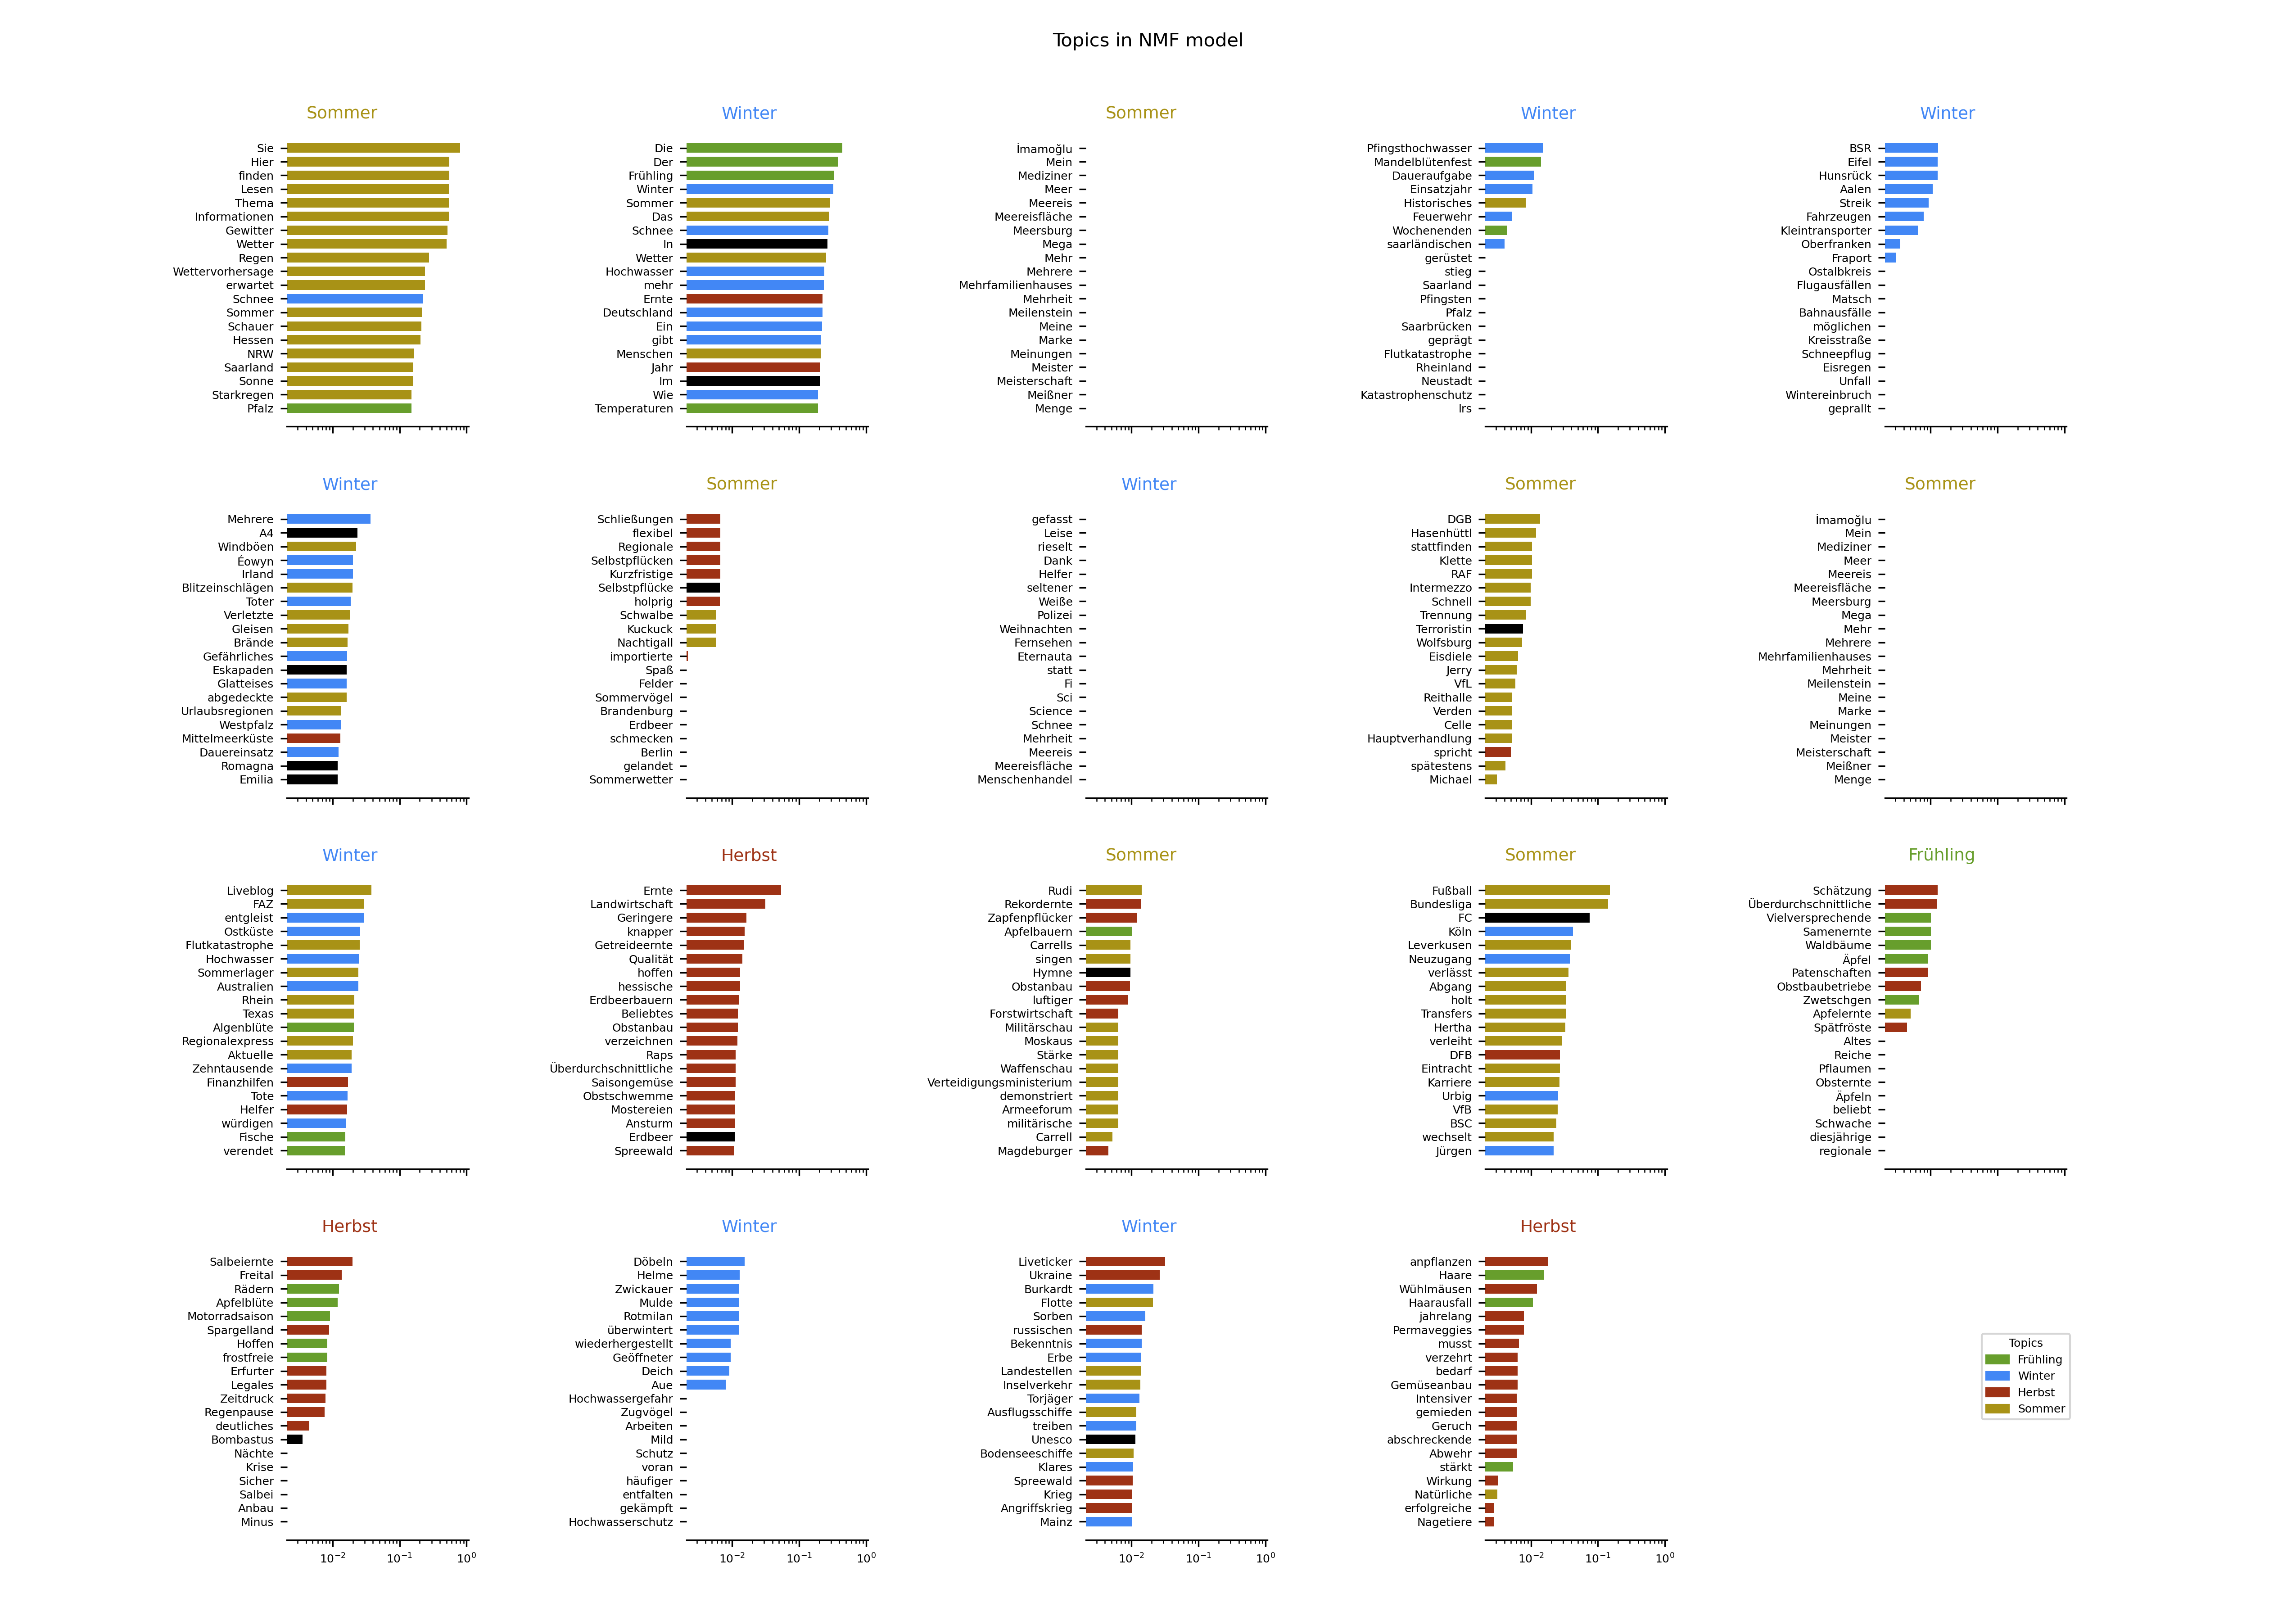 Topics in NMF model
Sommer
Sie
Hier
finden
Lesen
Thema
Informationen
Gewitter
Wetter
Regen
Wettervorhersage
erwartet
Schnee
Sommer
Schauer
Hessen
NRW
Saarland
Sonne
Starkregen
Pfalz
Winter
Die
Der
Frühling
Winter
Sommer
Das
Schnee
In
Wetter
Hochwasser
mehr
Ernte
Deutschland
Ein
gibt
Menschen
Jahr
Im
Wie
Temperaturen
Sommer
İmamoğlu
Mein
Mediziner
Meer
Meereis
Meereisfläche
Meersburg
Mega
Mehr
Mehrere
Mehrfamilienhauses
Mehrheit
Meilenstein
Meine
Marke
Meinungen
Meister
Meisterschaft
Meißner
Menge
Winter
Pfingsthochwasser
Mandelblütenfest
Daueraufgabe
Einsatzjahr
Historisches
Feuerwehr
Wochenenden
saarländischen
gerüstet
stieg
Saarland
Pfingsten
Pfalz
Saarbrücken
geprägt
Flutkatastrophe
Rheinland
Neustadt
Katastrophenschutz
Irs
Winter
BSR
Eifel
Hunsrück
Aalen
Streik
Fahrzeugen
Kleintransporter
Oberfranken
Fraport
Ostalbkreis
Flugausfällen
Matsch
Bahnausfälle
möglichen
Kreisstraße
Schneepflug
Eisregen
Unfall
Wintereinbruch
geprallt
Winter
Mehrere
A4
Windböen
Éowyn
Irland
Blitzeinschlägen
Toter
Verletzte
Gleisen
Brände
Gefährliches
Eskapaden
Glatteises
abgedeckte
Urlaubsregionen
Westpfalz
Mittelmeerküste
Dauereinsatz
Romagna
Emilia
Sommer
Schließungen
flexibel
Regionale
Selbstpflücken
Kurzfristige
Selbstpflücke
holprig
Schwalbe
Kuckuck
Nachtigall
importierte
Spaß
Felder
Sommervögel
Brandenburg
Erdbeer
schmecken
Berlin
gelandet
Sommerwetter
Winter
gefasst
Leise
rieselt
Dank
Helfer
seltener
Weiße
Polizei
Weihnachten
Fernsehen
Eternauta
statt
Fi
Sci
Science
Schnee
Mehrheit
Meereis
Meereisfläche
Menschenhandel
Sommer
DGB
Hasenhüttl
stattfinden
Klette
RAF
Intermezzo
Schnell
Trennung
Terroristin
Wolfsburg
Eisdiele
Jerry
VfL
Reithalle
Verden
Celle
Hauptverhandlung
spricht
spätestens
Michael
Sommer
İmamoğlu
Mein
Mediziner
Meer
Meereis
Meereisfläche
Meersburg
Mega
Mehr
Mehrere
Mehrfamilienhauses
Mehrheit
Meilenstein
Meine
Marke
Meinungen
Meister
Meisterschaft
Meißner
Menge
Winter
Liveblog
FAZ
entgleist
Ostküste
Flutkatastrophe
Hochwasser
Sommerlager
Australien
Rhein
Texas
Algenblüte
Regionalexpress
Aktuelle
Zehntausende
Finanzhilfen
Tote
Helfer
würdigen
Fische
verendet
Herbst
Ernte
Landwirtschaft
Geringere
knapper
Getreideernte
Qualität
hoffen
hessische
Erdbeerbauern
Beliebtes
Obstanbau
verzeichnen
Raps
Überdurchschnittliche
Saisongemüse
Obstschwemme
Mostereien
Ansturm
Erdbeer
Spreewald
Sommer
Rudi
Rekordernte
Zapfenpflücker
Apfelbauern
Carrells
singen
Hymne
Obstanbau
luftiger
Forstwirtschaft
Militärschau
Moskaus
Stärke
Waffenschau
Verteidigungsministerium
demonstriert
Armeeforum
militärische
Carrell
Magdeburger
Sommer
Fußball
Bundesliga
FC
Köln
Leverkusen
Neuzugang
verlässt
Abgang
holt
Transfers
Hertha
verleiht
DFB
Eintracht
Karriere
Urbig
VfB
BSC
wechselt
Jürgen
Frühling
Schätzung
Überdurchschnittliche
Vielversprechende
Samenernte
Waldbäume
Äpfel
Patenschaften
Obstbaubetriebe
Zwetschgen
Apfelernte
Spätfröste
Altes
Reiche
Pflaumen
Obsternte
Äpfeln
beliebt
Schwache
diesjährige
regionale
Herbst
Salbeiernte
Freital
Rädern
Apfelblüte
Motorradsaison
Spargelland
Hoffen
frostfreie
Erfurter
Legales
Zeitdruck
Regenpause
deutliches
Bombastus
Nächte
Krise
Sicher
Salbei
Anbau
Minus
10⁻² 10⁻¹ 10⁰
Winter
Döbeln
Helme
Zwickauer
Mulde
Rotmilan
überwintert
wiederhergestellt
Geöffneter
Deich
Aue
Hochwassergefahr
Zugvögel
Arbeiten
Mild
Schutz
voran
häufiger
entfalten
gekämpft
Hochwasserschutz
10⁻² 10⁻¹ 10⁰
Winter
Liveticker
Ukraine
Burkardt
Flotte
Sorben
russischen
Bekenntnis
Erbe
Landestellen
Inselverkehr
Torjäger
Ausflugsschiffe
treiben
Unesco
Bodenseeschiffe
Klares
Spreewald
Krieg
Angriffskrieg
Mainz
10⁻² 10⁻¹ 10⁰
Herbst
anpflanzen
Haare
Wühlmäusen
Haarausfall
jahrelang
Permaveggies
musst
verzehrt
bedarf
Gemüseanbau
Intensiver
gemieden
Geruch
abschreckende
Abwehr
stärkt
Wirkung
Natürliche
erfolgreiche
Nagetiere
10⁻² 10⁻¹ 10⁰
Topics
Frühling
Winter
Herbst
Sommer